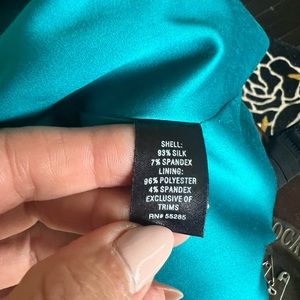 SHELL:
93% SILK
7% SPANDEX
LINING:
96% POLYESTER
4% SPANDEX
EXCLUSIVE OF
TRIMS
RN# 55285